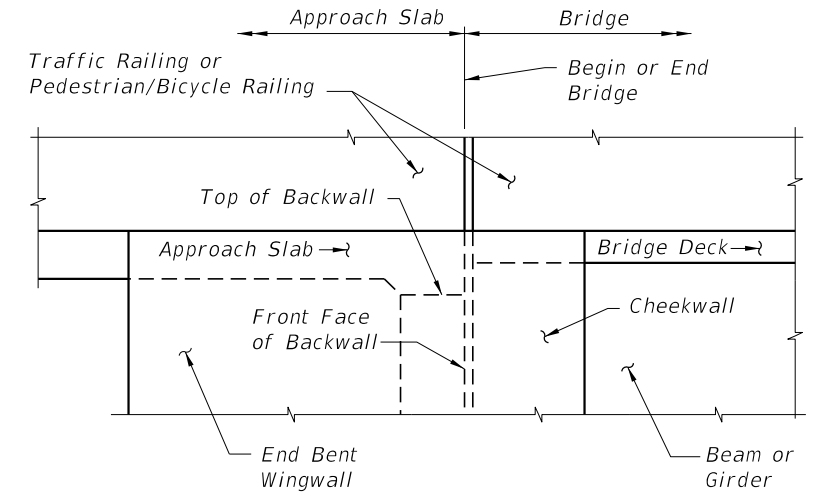 Approach Slab
Bridge
Traffic Railing or
Pedestrian/Bicycle Railing
Begin or End
Bridge
Top of Backwall
Approach Slab
Bridge Deck
Front Face
of Backwall
Cheekwall
End Bent
Wingwall
Beam or
Girder